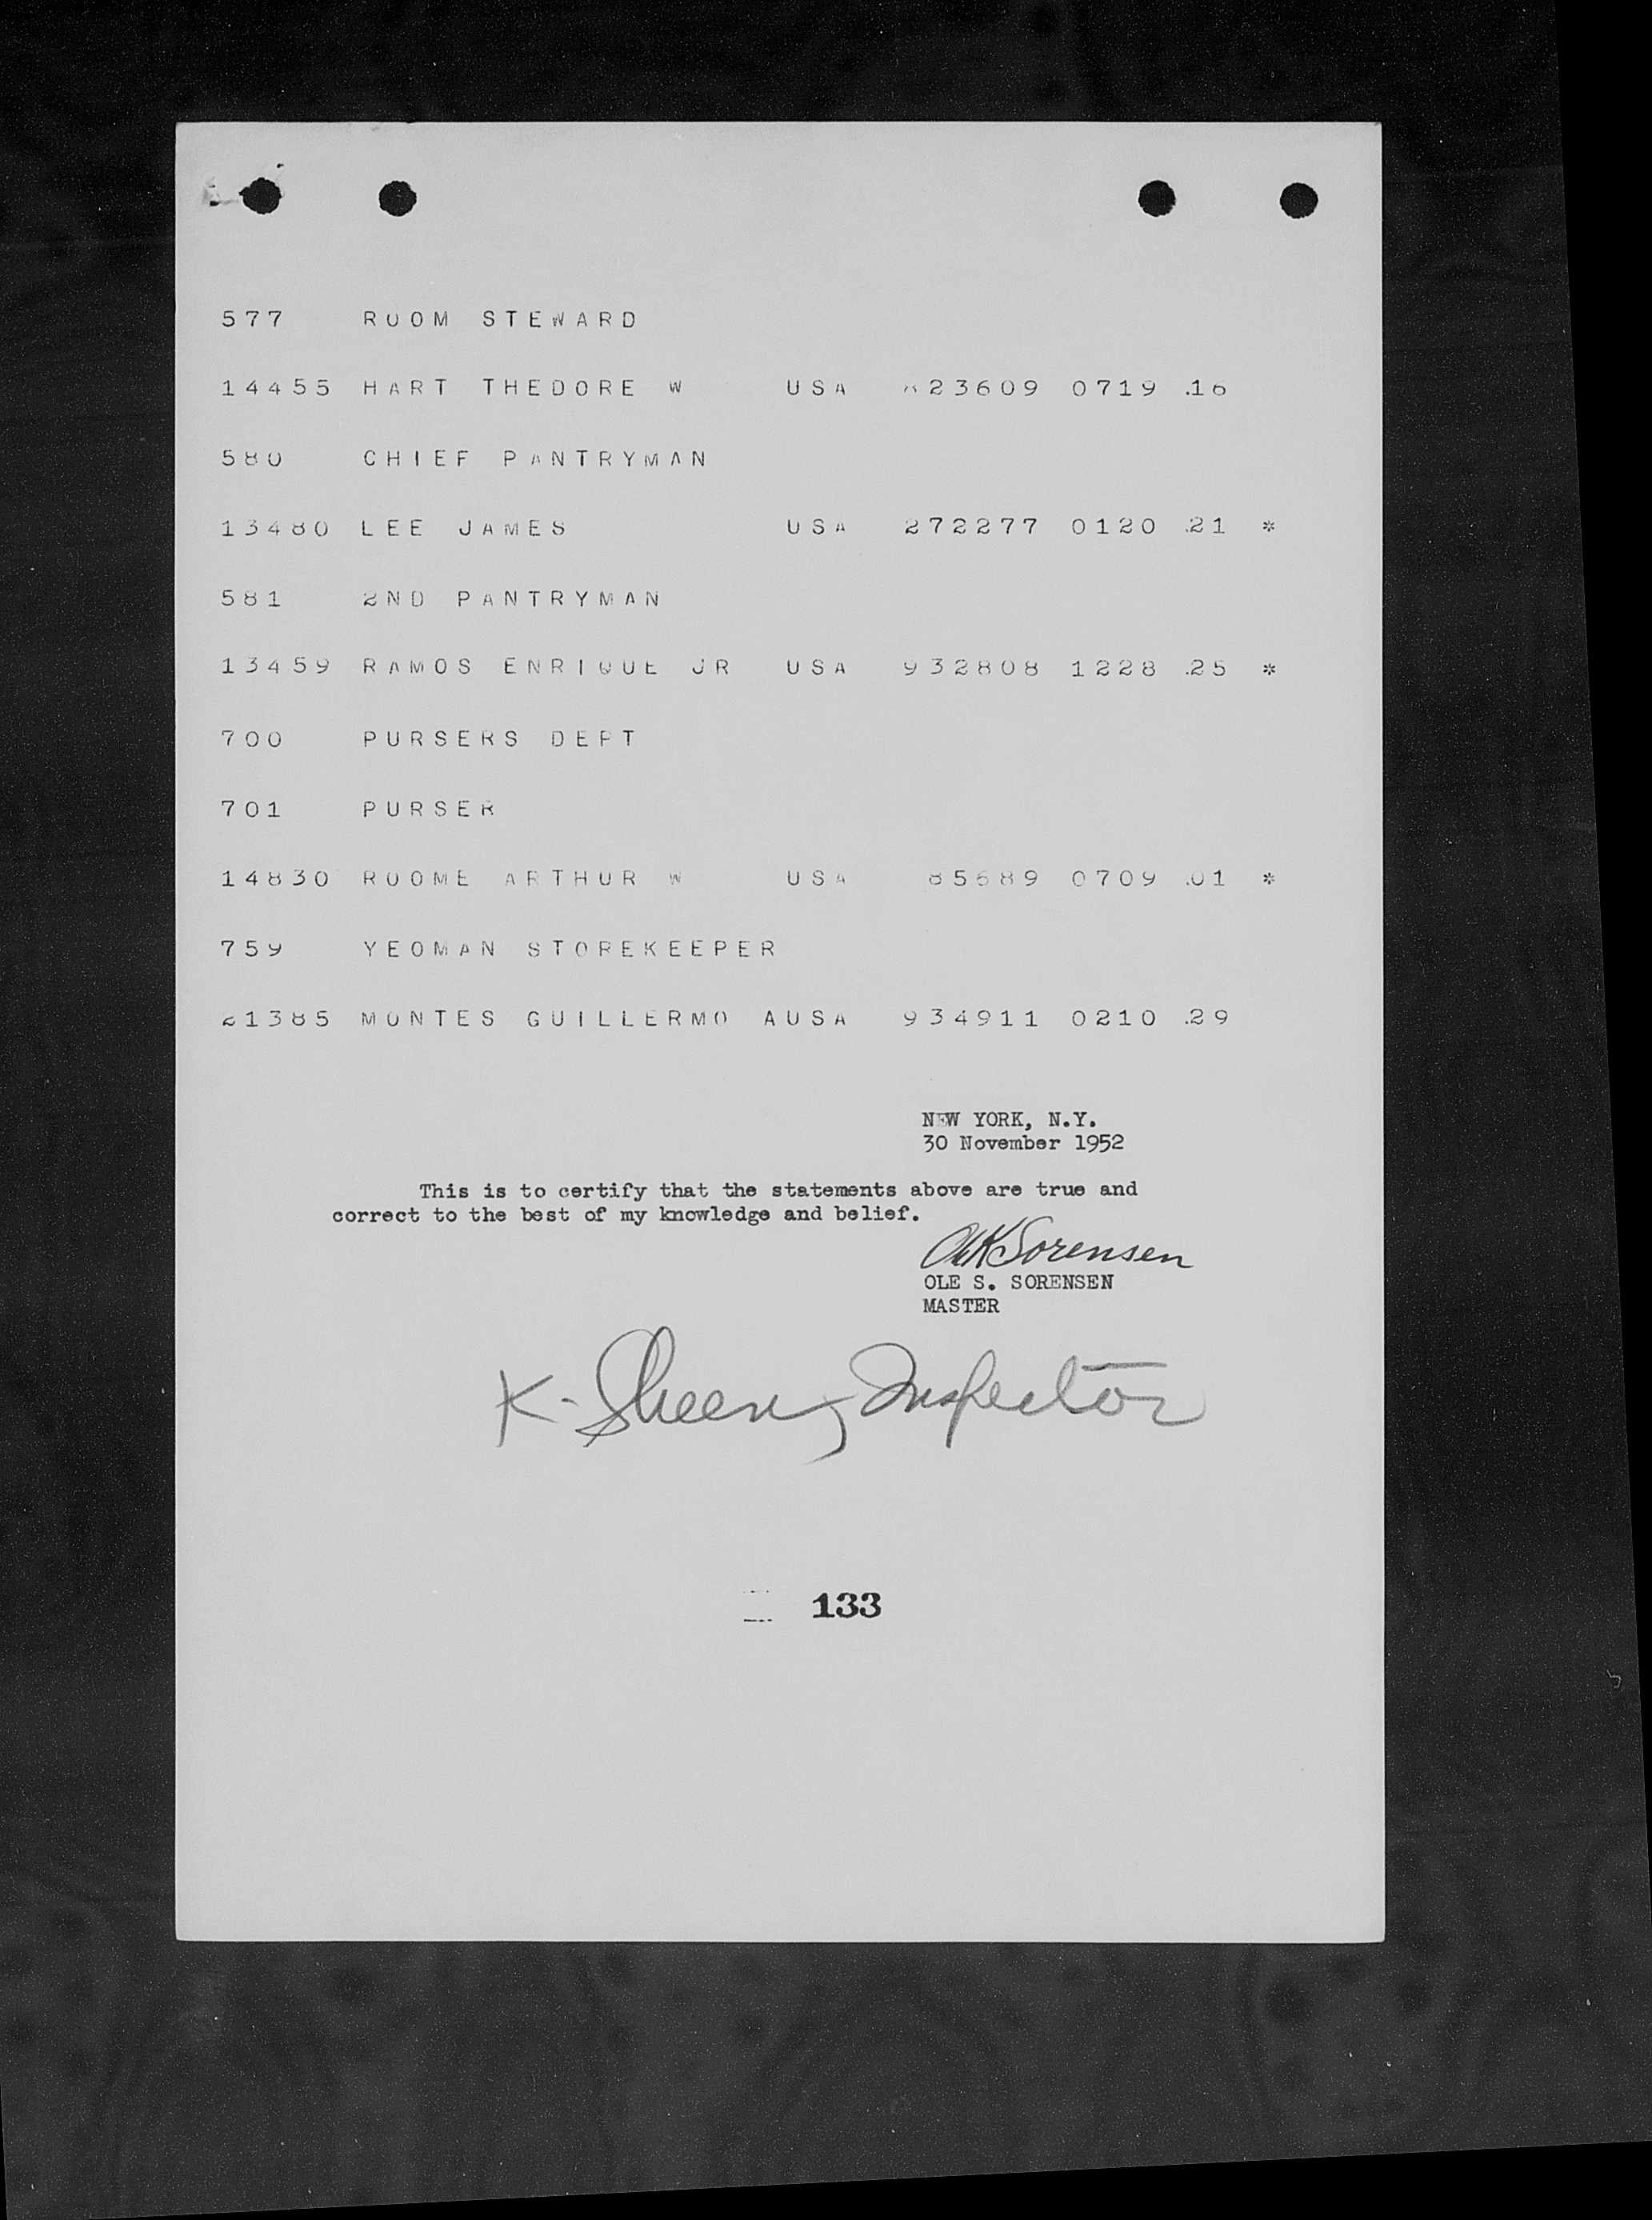 577 ROOM STEWARD
14455 HART THEDORE W USA 823609 0719 .16
580 CHIEF PANTRYMAN
13480 LEE JAMES USA 272277 0120 .21 *
581 2ND PANTRYMAN
13459 RAMOS ENRIQUE JR USA 932808 1228 .25 *
700 PURSERS DEPT
701 PURSER
14830 ROOME ARTHUR W USA 85689 0709 .01 *
759 YEOMAN STOREKEEPER
21385 MONTES GUILLERMO A USA 934911 0210 .29
NEW YORK, N.Y.
30 November 1952
This is to certify that the statements above are true and
correct to the best of my knowledge and belief.
Sorensen
OLE S. SORENSEN
MASTER
K. Sheeny Inspector
133